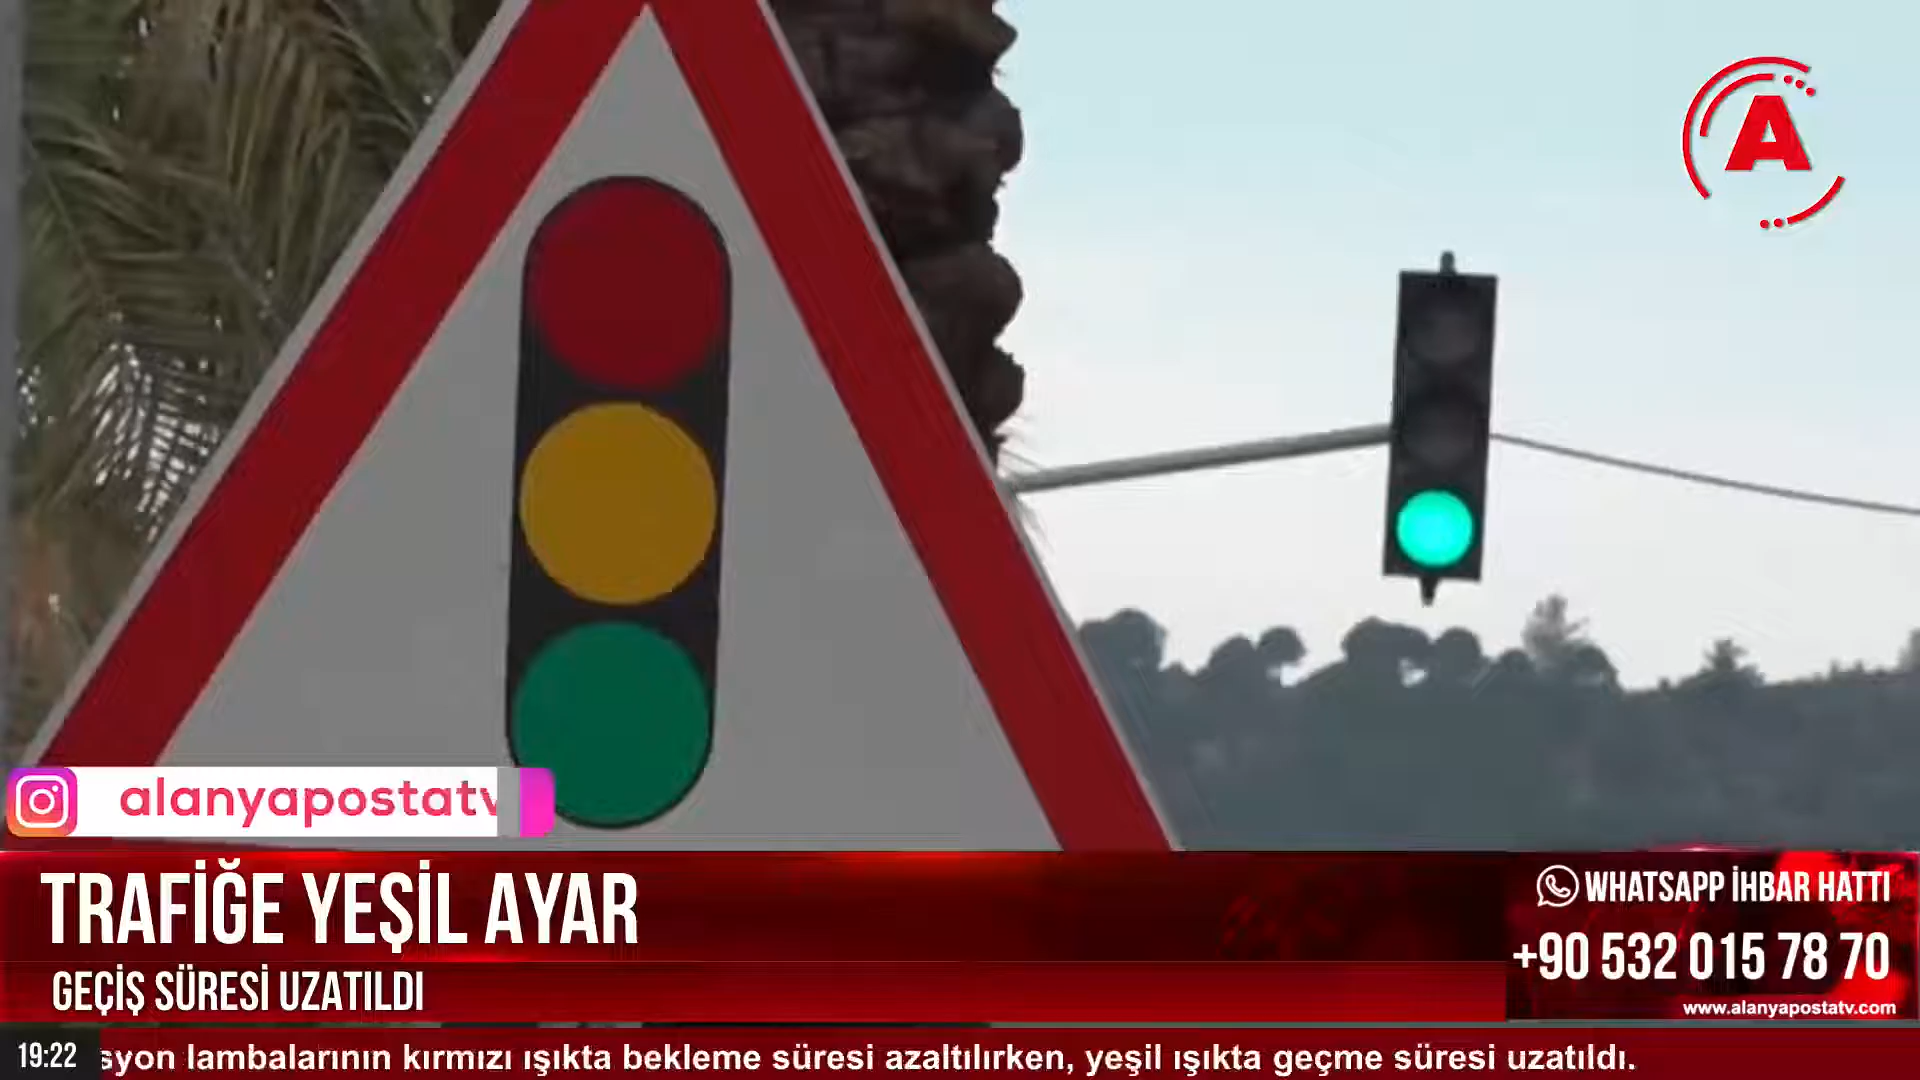 A
alanyapostatv
TRAFİĞE YEŞİL AYAR
GEÇİŞ SÜRESİ UZATILDI
WHATSAPP İHBAR HATTI
+90 532 015 78 70
www.alanyapostatv.com
19:22
syon lambalarının kırmızı ışıkta bekleme süresi azaltılırken, yeşil ışıkta geçme süresi uzatıldı.